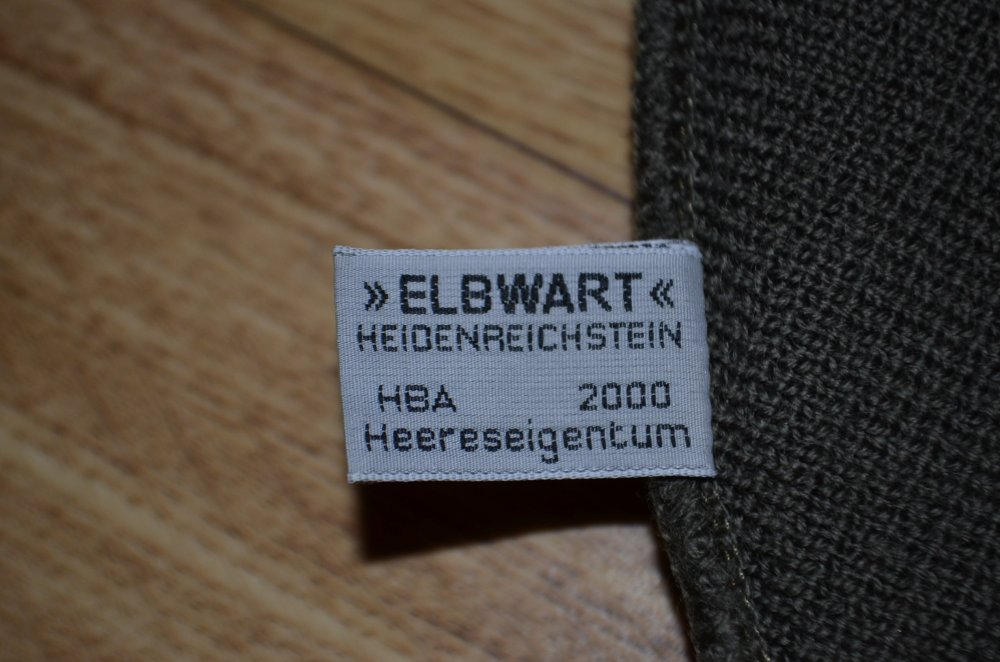 »ELBWART«
HEIDENREICHSTEIN
HBA 2000
Heereseigentum